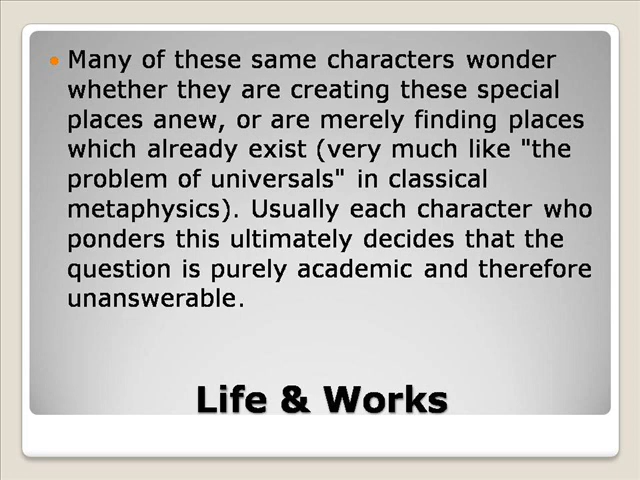 Many of these same characters wonder
whether they are creating these special
places anew, or are merely finding places
which already exist (very much like "the
problem of universals" in classical
metaphysics). Usually each character who
ponders this ultimately decides that the
question is purely academic and therefore
unanswerable.
Life & Works